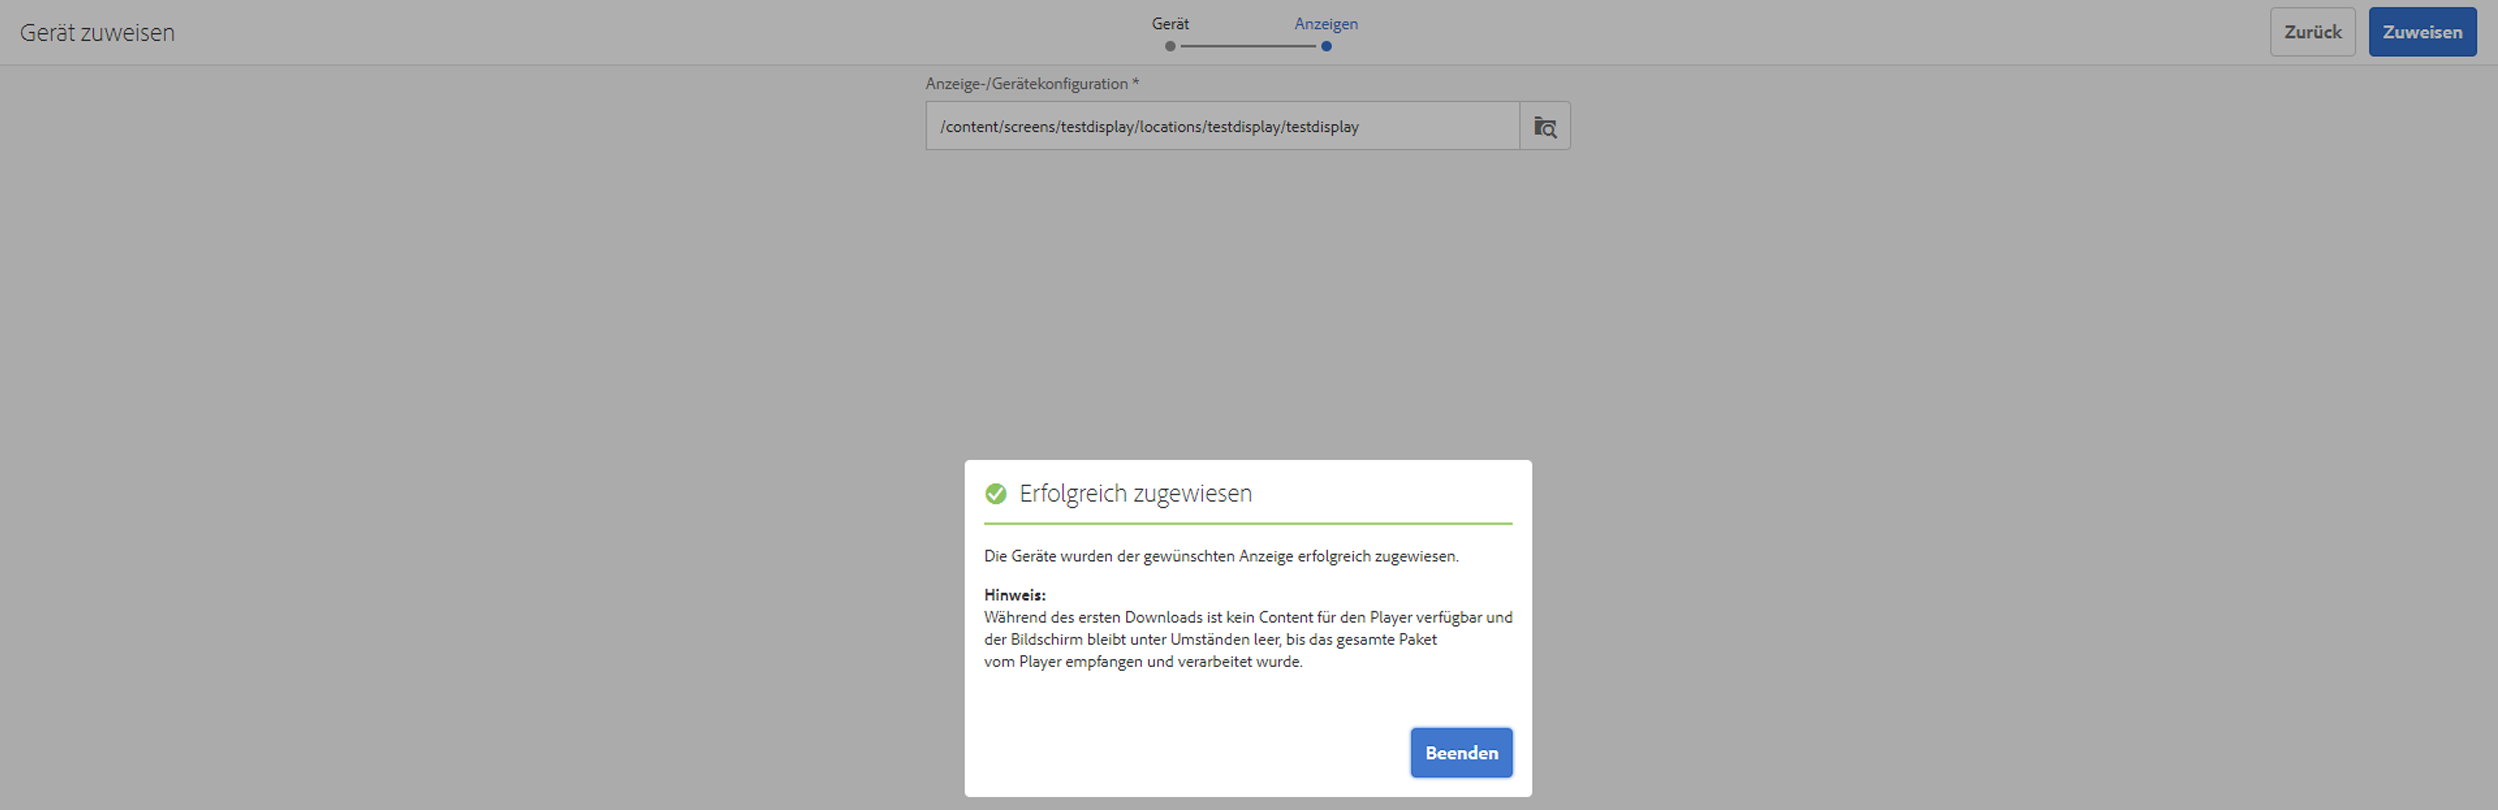 Gerät zuweisen
Gerät
Anzeigen
Zurück
Zuweisen
Anzeige-/Gerätekonfiguration *
/content/screens/testdisplay/locations/testdisplay/testdisplay
Erfolgreich zugewiesen
Die Geräte wurden der gewünschten Anzeige erfolgreich zugewiesen.
Hinweis:
Während des ersten Downloads ist kein Content für den Player verfügbar und
der Bildschirm bleibt unter Umständen leer, bis das gesamte Paket
vom Player empfangen und verarbeitet wurde.
Beenden